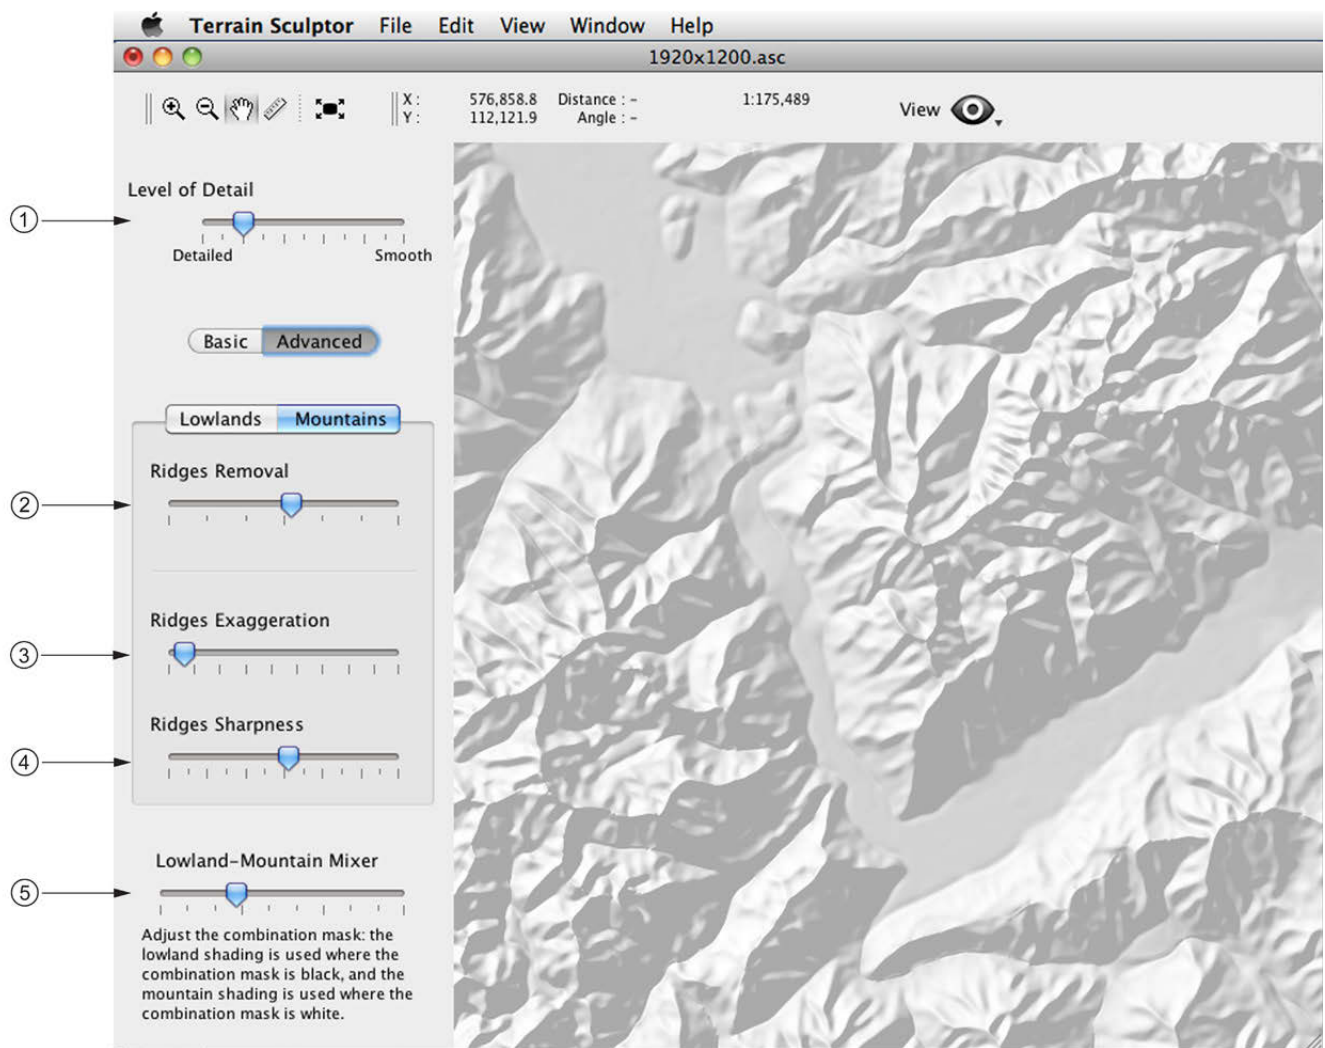 Terrain Sculptor File Edit View Window Help
1920x1200.asc
X : 576,858.8 Distance : – 1:175,489
Y : 112,121.9 Angle : –
View
Level of Detail
①
Detailed Smooth
Basic Advanced
Lowlands Mountains
Ridges Removal
②
Ridges Exaggeration
③
Ridges Sharpness
④
Lowland–Mountain Mixer
⑤
Adjust the combination mask: the
lowland shading is used where the
combination mask is black, and the
mountain shading is used where the
combination mask is white.